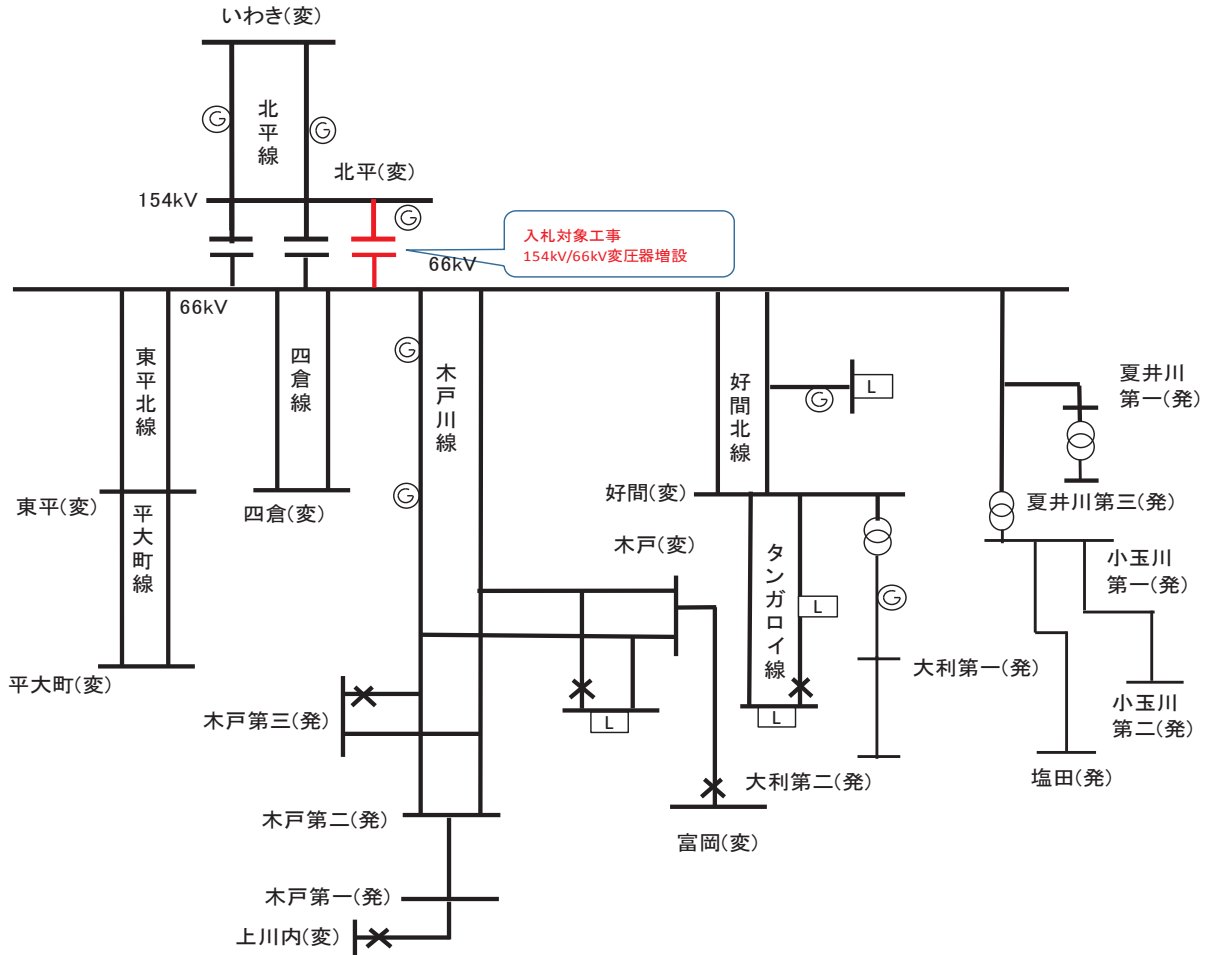 いわき(変)
Ⓖ
Ⓖ
北平線
北平(変)
154kV
Ⓖ
入札対象工事
154kV/66kV変圧器増設
66kV
66kV
東平北線
四倉線
Ⓖ
木戸川線
好間北線
Ⓖ
L
夏井川
第一(発)
Ⓖ
東平(変)
平大町線
四倉(変)
好間(変)
夏井川第三(発)
木戸(変)
タンガロイ線
L
Ⓖ
小玉川
第一(発)
平大町(変)
木戸第三(発)
L
L
大利第一(発)
小玉川
第二(発)
大利第二(発)
塩田(発)
木戸第二(発)
富岡(変)
木戸第一(発)
上川内(変)